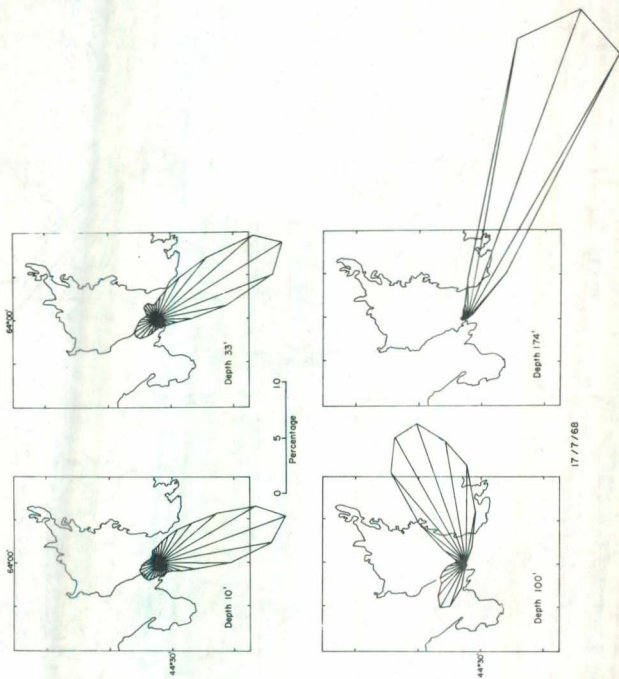 64°00'
64°00'
44°30'
Depth 10'
Depth 33'
0 5 10
Percentage
44°30'
Depth 100'
Depth 174'
17/7/68